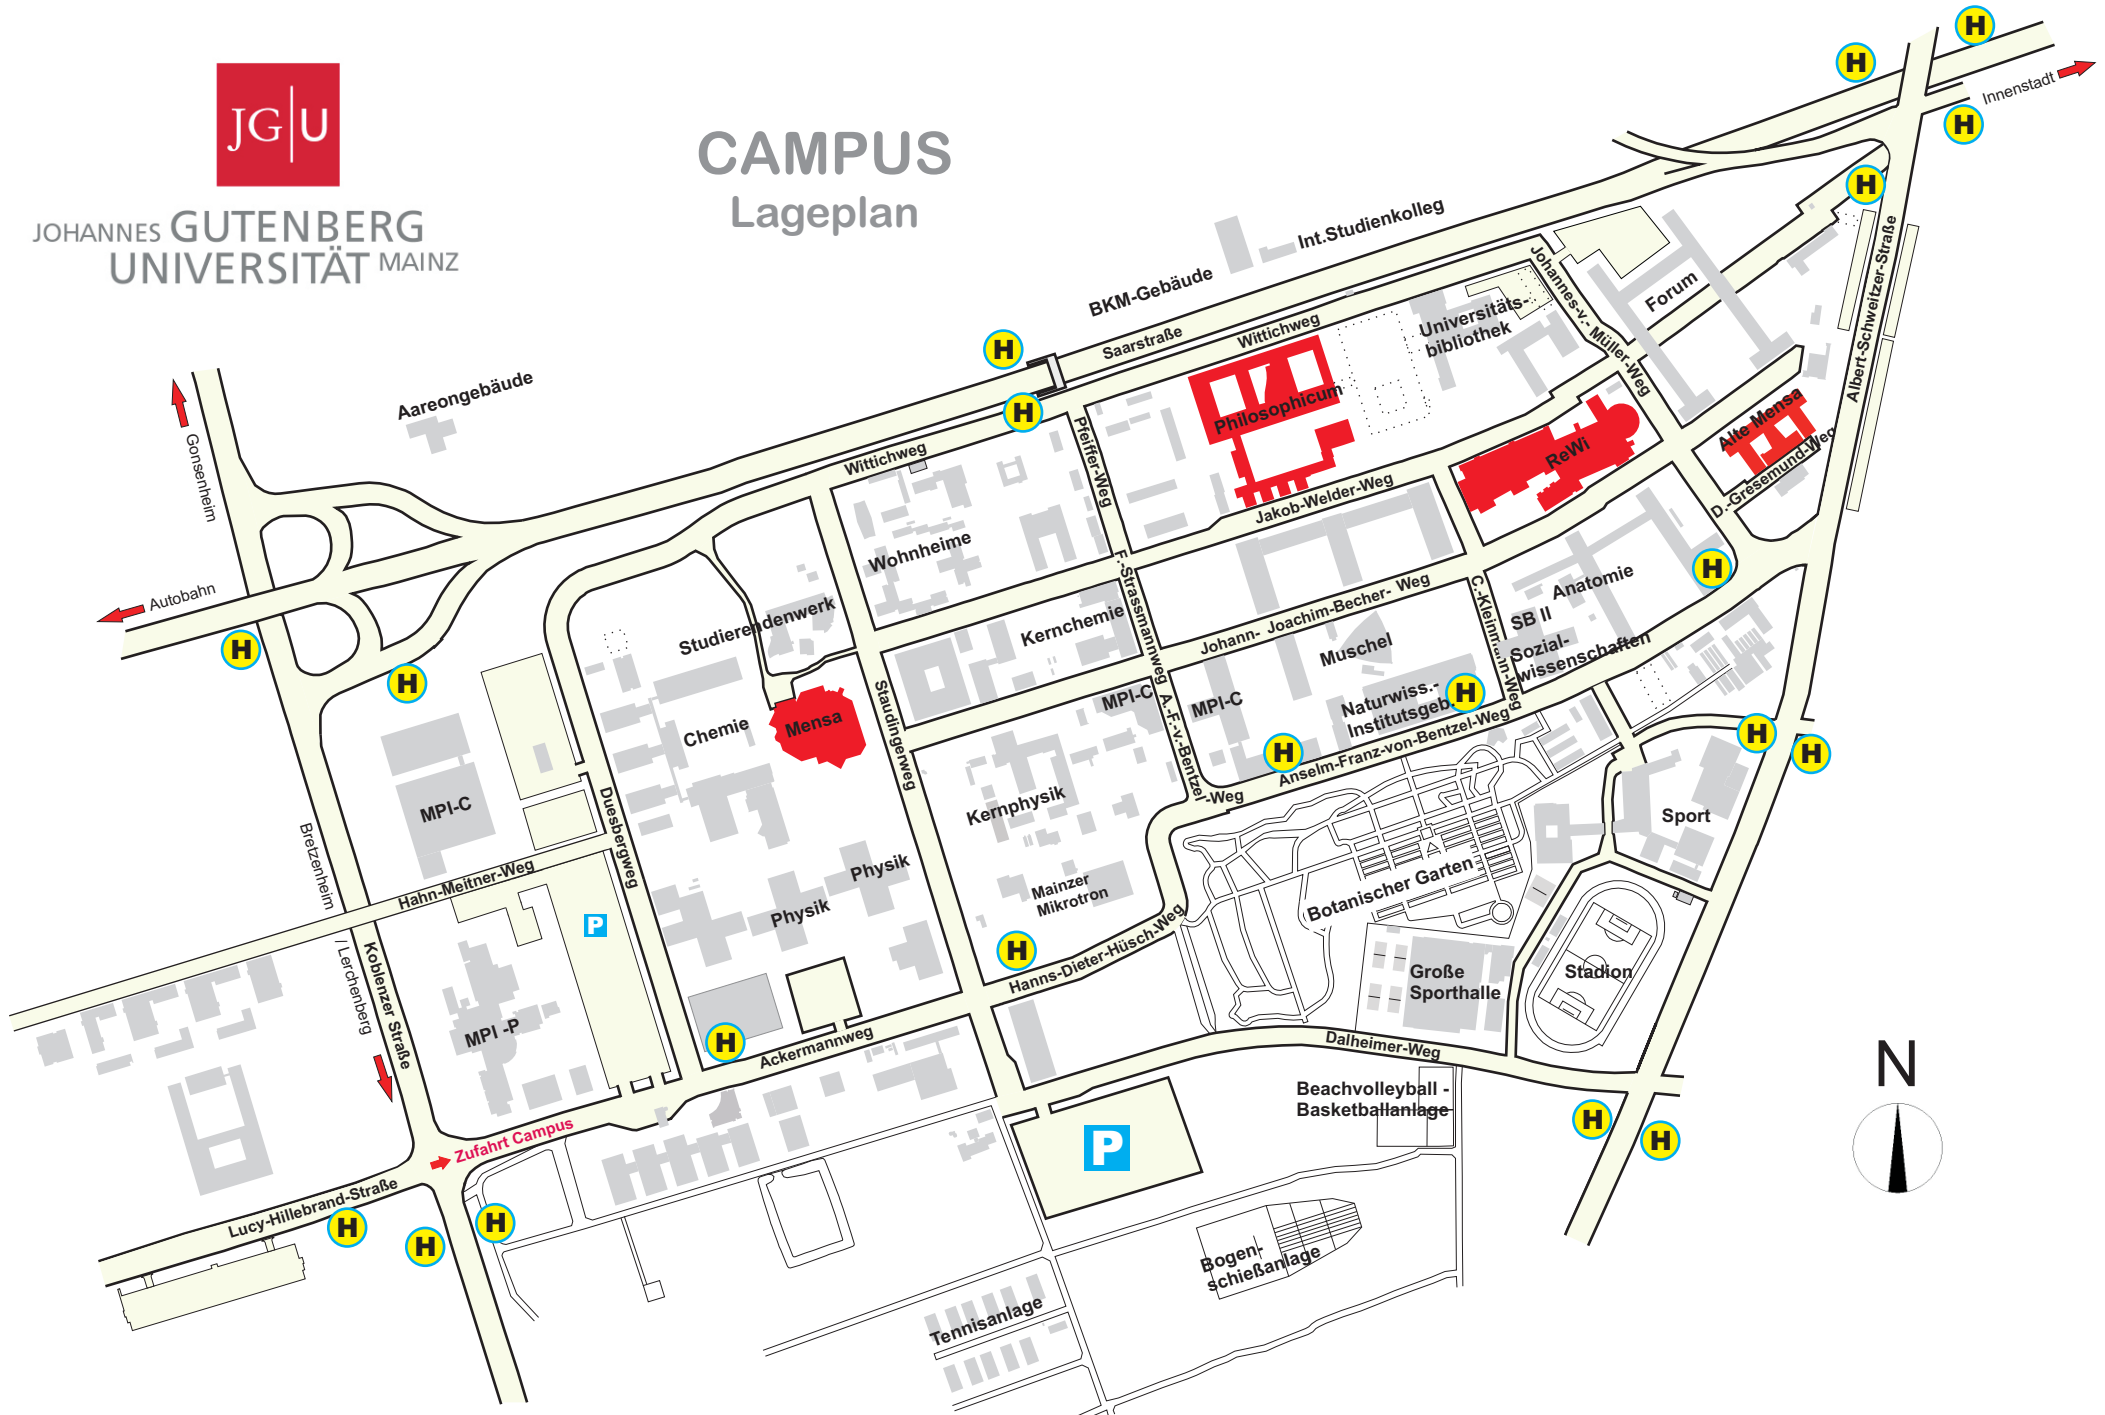 JG|U
JOHANNES GUTENBERG
UNIVERSITÄT MAINZ
CAMPUS
Lageplan
H
H
Innenstadt
H
H
Int.Studienkolleg
BKM-Gebäude
Saarstraße
Wittichweg
Universitäts-
bibliothek
Johannes-v.- Müller-Weg
Forum
Albert-Schweitzer-Straße
H
H
Aareongebäude
Gonsenheim
Autobahn
H
H
Wittichweg
Pfeiffer-Weg
Philosophicum
Jakob-Welder-Weg
ReWi
Alte Mensa
D.-Gresemund-Weg
Wohnheime
Studierendenwerk
Kernchemie
F.-Strassmannweg
Johann- Joachim-Becher- Weg
C.-Kleinmann-Weg
Anatomie
SB II
Sozial-
wissenschaften
H
Muschel
MPI-C
MPI-C
A.-F.-v.-Bentzel
-Weg
Naturwiss.-
Institutsgeb.
H
H
Anselm-Franz-von-Bentzel-Weg
H
H
Chemie
Mensa
Staudingerweg
MPI-C
Duesbergweg
Kernphysik
Sport
Bretzenheim
/ Lerchenberg
Hahn-Meitner-Weg
P
Physik
Physik
Mainzer
Mikrotron
Botanischer Garten
Hanns-Dieter-Hüsch-Weg
H
Koblenzer Straße
MPI -P
H
Ackermannweg
Große
Sporthalle
Stadion
Dalheimer-Weg
N
Beachvolleyball -
Basketballanlage
H
H
Zufahrt Campus
P
Lucy-Hillebrand-Straße
H
H
H
Bogen-
schießanlage
Tennisanlage